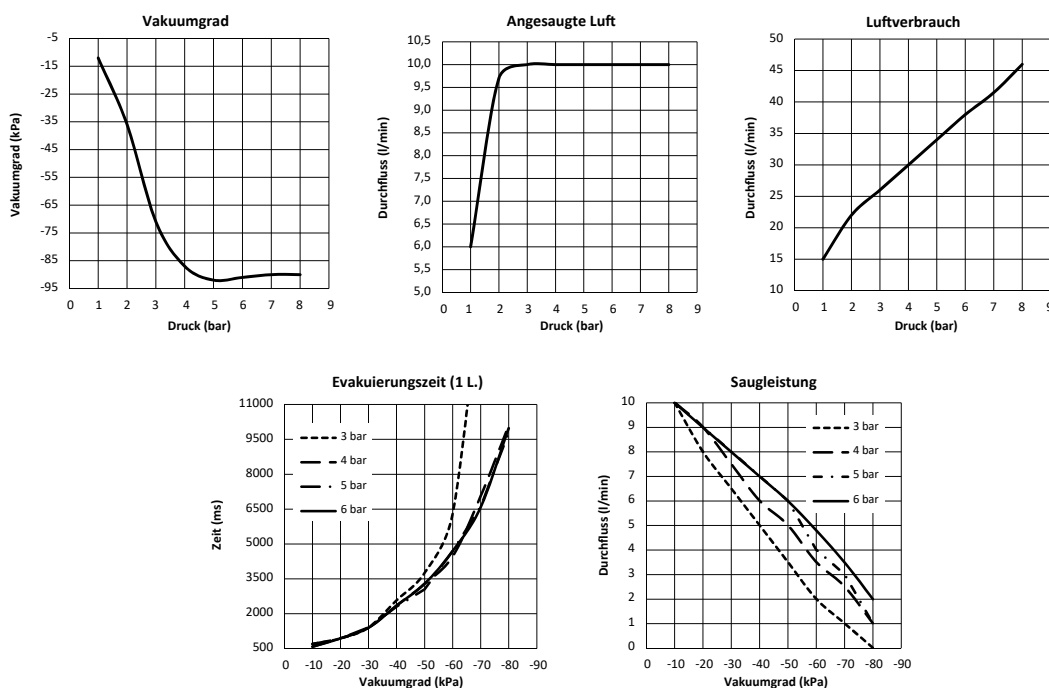 Vakuumgrad
-5
-15
-25
-35
-45
-55
-65
-75
-85
-95
Vakuumgrad (kPa)
0 1 2 3 4 5 6 7 8 9
Druck (bar)
Angesaugte Luft
10,5
10,0
9,5
9,0
8,5
8,0
7,5
7,0
6,5
6,0
5,5
5,0
Durchfluss (l/min)
0 1 2 3 4 5 6 7 8 9
Druck (bar)
Luftverbrauch
50
45
40
35
30
25
20
15
10
Durchfluss (l/min)
0 1 2 3 4 5 6 7 8 9
Druck (bar)
Evakuierungszeit (1 L.)
11000
9500
8000
6500
5000
3500
2000
500
Zeit (ms)
3 bar
4 bar
5 bar
6 bar
0 -10 -20 -30 -40 -50 -60 -70 -80 -90
Vakuumgrad (kPa)
Saugleistung
10
9
8
7
6
5
4
3
2
1
0
Durchfluss (l/min)
3 bar
4 bar
5 bar
6 bar
0 -10 -20 -30 -40 -50 -60 -70 -80 -90
Vakuumgrad (kPa)